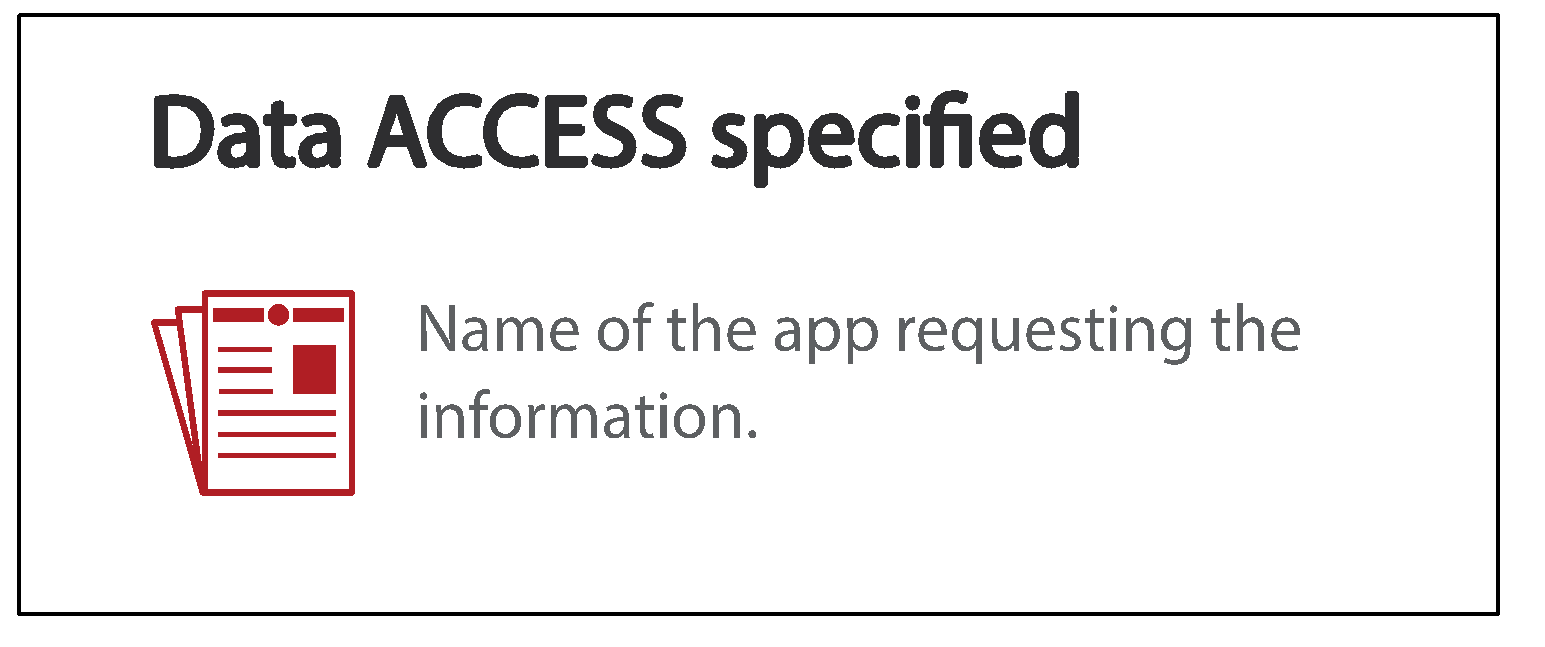 Data ACCESS specified
Name of the app requesting the
information.